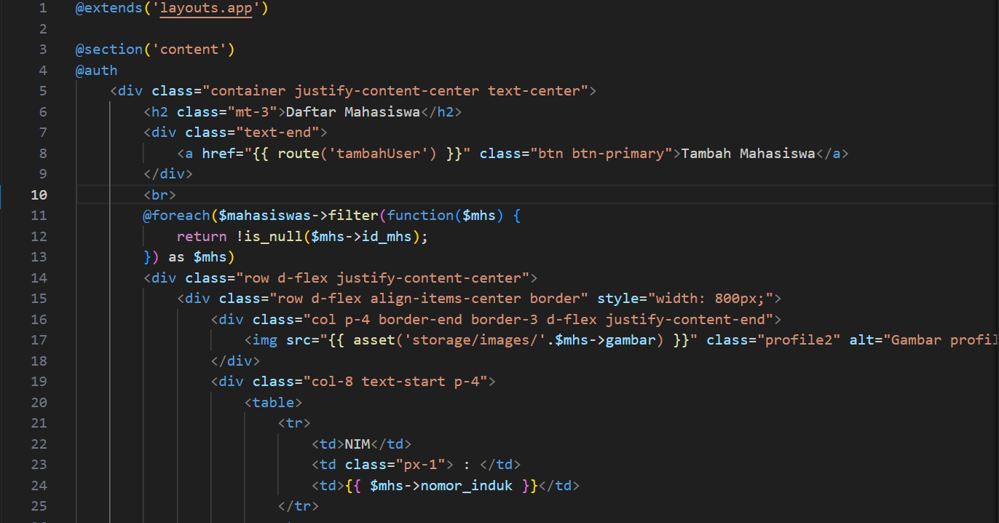 1 @extends('layouts.app')
2
3 @section('content')
4 @auth
5 <div class="container justify-content-center text-center">
6 <h2 class="mt-3">Daftar Mahasiswa</h2>
7 <div class="text-end">
8 <a href="{{ route('tambahUser') }}" class="btn btn-primary">Tambah Mahasiswa</a>
9 </div>
10 <br>
11 @foreach($mahasiswas->filter(function($mhs) {
12 return !is_null($mhs->id_mhs);
13 }) as $mhs)
14 <div class="row d-flex justify-content-center">
15 <div class="row d-flex align-items-center border" style="width: 800px;">
16 <div class="col p-4 border-end border-3 d-flex justify-content-end">
17 <img src="{{ asset('storage/images/'.$mhs->gambar) }}" class="profile2" alt="Gambar profil
18 </div>
19 <div class="col-8 text-start p-4">
20 <table>
21 <tr>
22 <td>NIM</td>
23 <td class="px-1"> : </td>
24 <td>{{ $mhs->nomor_induk }}</td>
25 </tr>